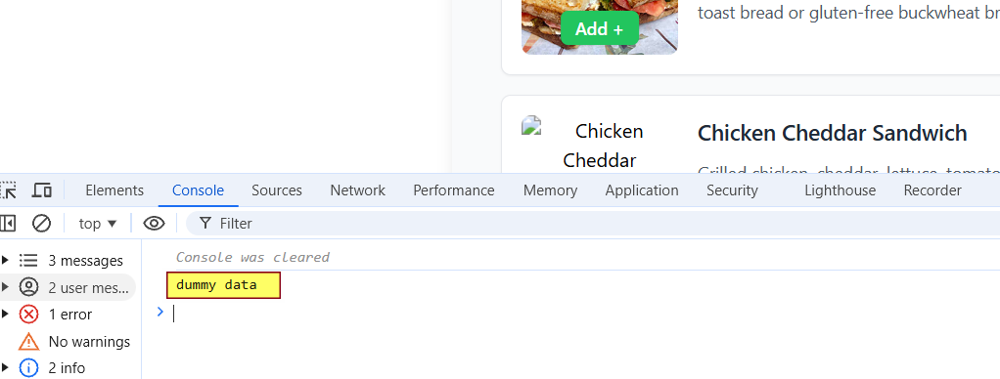 toast bread or gluten-free buckwheat br
Add +
Chicken Cheddar
Chicken Cheddar Sandwich
Grilled chicken, cheddar, lettuce, tomato
Elements Console Sources Network Performance Memory Application Security Lighthouse Recorder
top ▼ Filter
3 messages
2 user mes...
1 error
No warnings
2 info
Console was cleared
dummy data